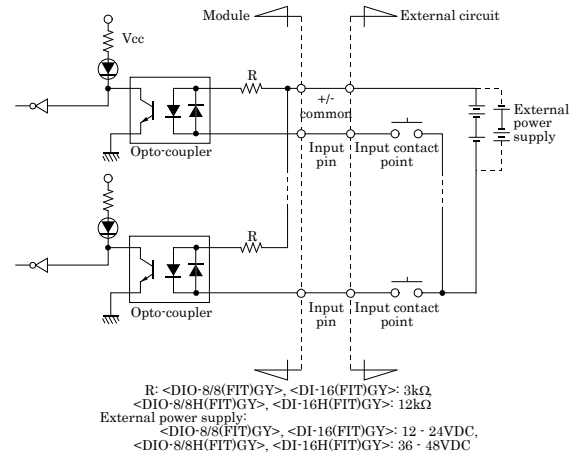 Module
External circuit
Vcc
R
+/-
common
External
power
supply
Input
pin
Input contact
point
Opto-coupler
R
Input
pin
Input contact
point
Opto-coupler
R: <DIO-8/8(FIT)GY>, <DI-16(FIT)GY>: 3kΩ,
<DIO-8/8H(FIT)GY>, <DI-16H(FIT)GY>: 12kΩ
External power supply:
<DIO-8/8(FIT)GY>, <DI-16(FIT)GY>: 12 - 24VDC,
<DIO-8/8H(FIT)GY>, <DI-16H(FIT)GY>: 36 - 48VDC